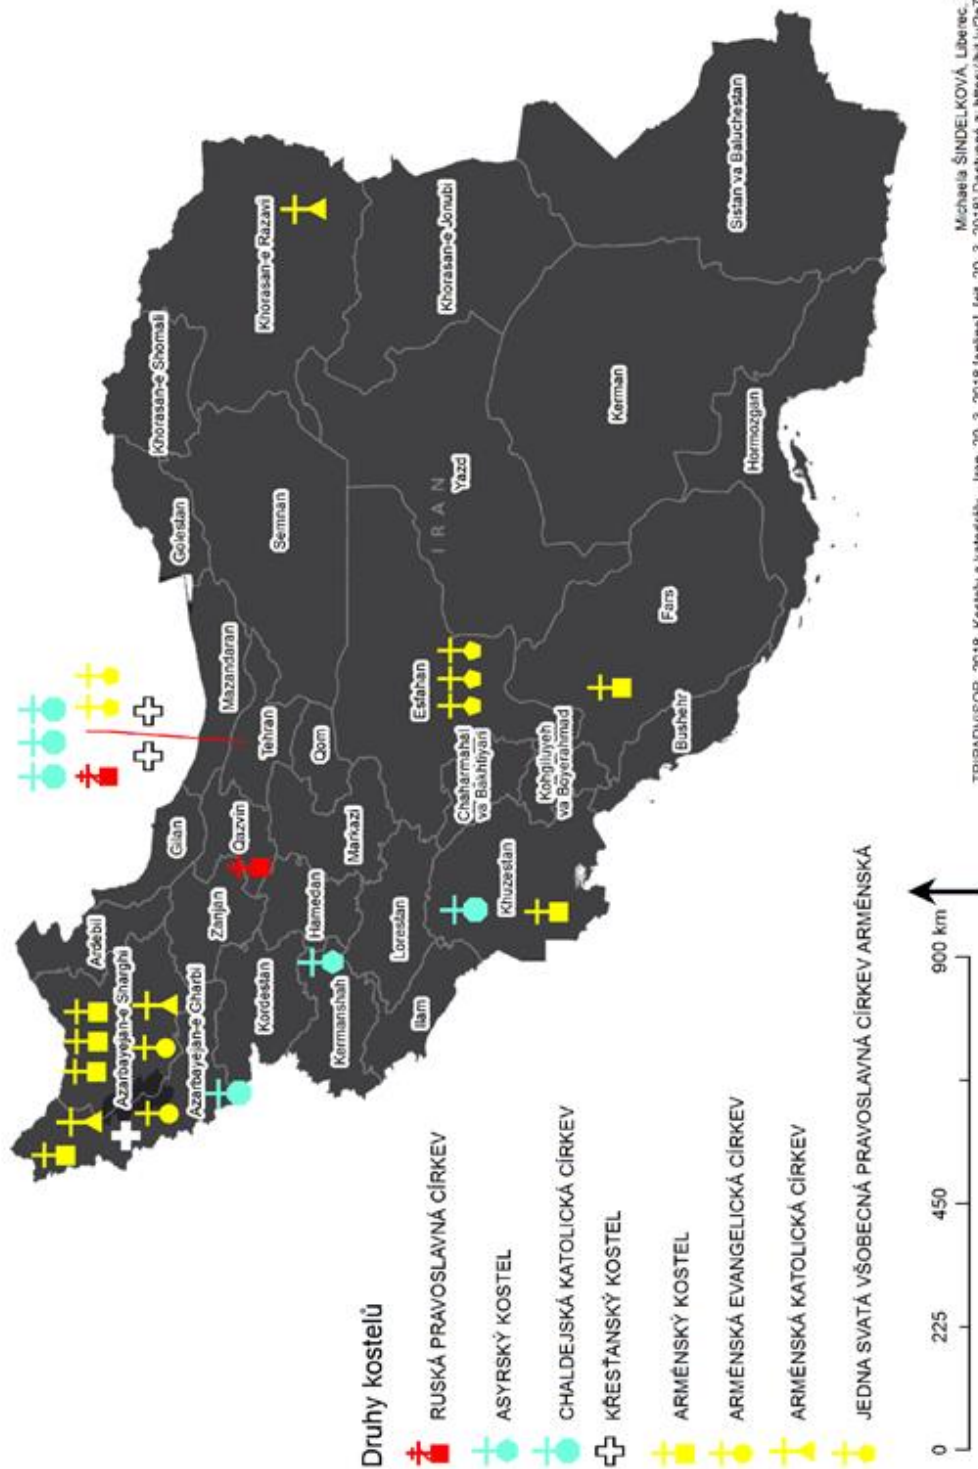 Azarbayejan-e Sharghi
Ardebil
Azarbayejan-e Gharbi
Zanjan
Gilan
Kordestan
Qazvin
Mazandaran
Golestan
Khorasan-e Shomali
Khorasan-e Razavi
Tehran
Semnan
Hamedan
Kermanshah
Markazi
Qom
Lorestan
Ilam
Esfahan
IRAN
Yazd
Khorasan-e Jonubi
Chaharmahal
va Bakhtiyari
Khuzestan
Kohgiluyeh
va Boyerahmad
Fars
Kerman
Bushehr
Hormozgan
Sistan va Baluchestan
Druhy kostelů
RUSKÁ PRAVOSLAVNÁ CÍRKEV
ASYRSKÝ KOSTEL
CHALDEJSKÁ KATOLICKÁ CÍRKEV
KŘESŤANSKÝ KOSTEL
ARMÉNSKÝ KOSTEL
ARMÉNSKÁ EVANGELICKÁ CÍRKEV
ARMÉNSKÁ KATOLICKÁ CÍRKEV
JEDNA SVATÁ VŠOBECNÁ PRAVOSLAVNÁ CÍRKEV ARMÉNSKÁ
0 225 450 900 km
Michaela ŠINDELKOVÁ, Liberec,